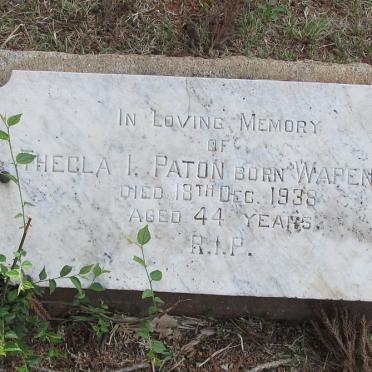 In Loving Memory
of
Thecla I. Paton born Wapen
died 18th Dec. 1938
aged 44 years.
R.I.P.